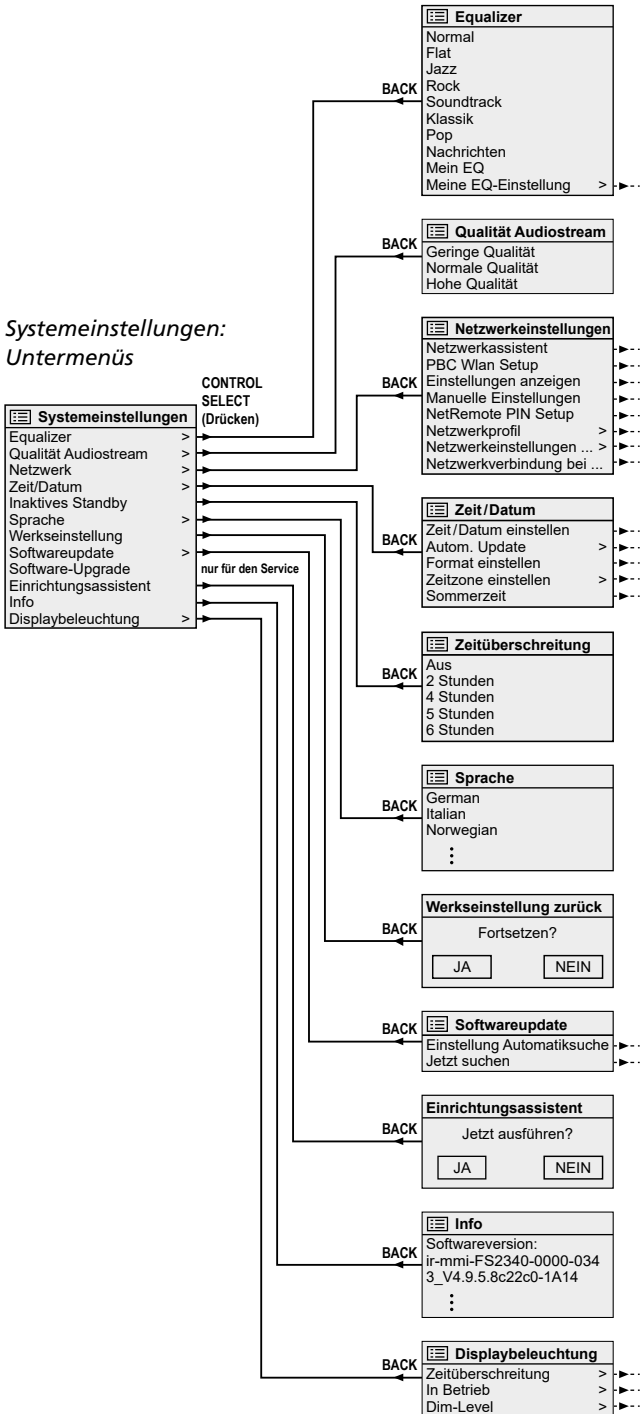 Equalizer
Normal
Flat
Jazz
Rock
Soundtrack
Klassik
Pop
Nachrichten
Mein EQ
Meine EQ-Einstellung >
BACK
Qualität Audiostream
Geringe Qualität
Normale Qualität
Hohe Qualität
BACK
Systemeinstellungen:
Untermenüs
CONTROL
SELECT
(Drücken)
Systemeinstellungen
Equalizer >
Qualität Audiostream >
Netzwerk >
Zeit/Datum >
Inaktives Standby
Sprache >
Werkseinstellung
Softwareupdate >
Software-Upgrade
nur für den Service
Einrichtungsassistent
Info
Displaybeleuchtung >
Netzwerkeinstellungen
Netzwerkassistent
PBC Wlan Setup
BACK
Einstellungen anzeigen
Manuelle Einstellungen
NetRemote PIN Setup
Netzwerkprofil >
Netzwerkeinstellungen ... >
Netzwerkverbindung bei ...
Zeit/Datum
Zeit/Datum einstellen
BACK
Autom. Update >
Format einstellen
Zeitzone einstellen >
Sommerzeit
Zeitüberschreitung
Aus
BACK
2 Stunden
4 Stunden
5 Stunden
6 Stunden
Sprache
German
BACK
Italian
Norwegian
Werkseinstellung zurück
BACK
Fortsetzen?
JA NEIN
BACK
Softwareupdate
Einstellung Automatiksuche
Jetzt suchen
Einrichtungsassistent
BACK
Jetzt ausführen?
JA NEIN
Info
Softwareversion:
BACK
ir-mmi-FS2340-0000-034
3_V4.9.5.8c22c0-1A14
Displaybeleuchtung
BACK
Zeitüberschreitung >
In Betrieb >
Dim-Level >